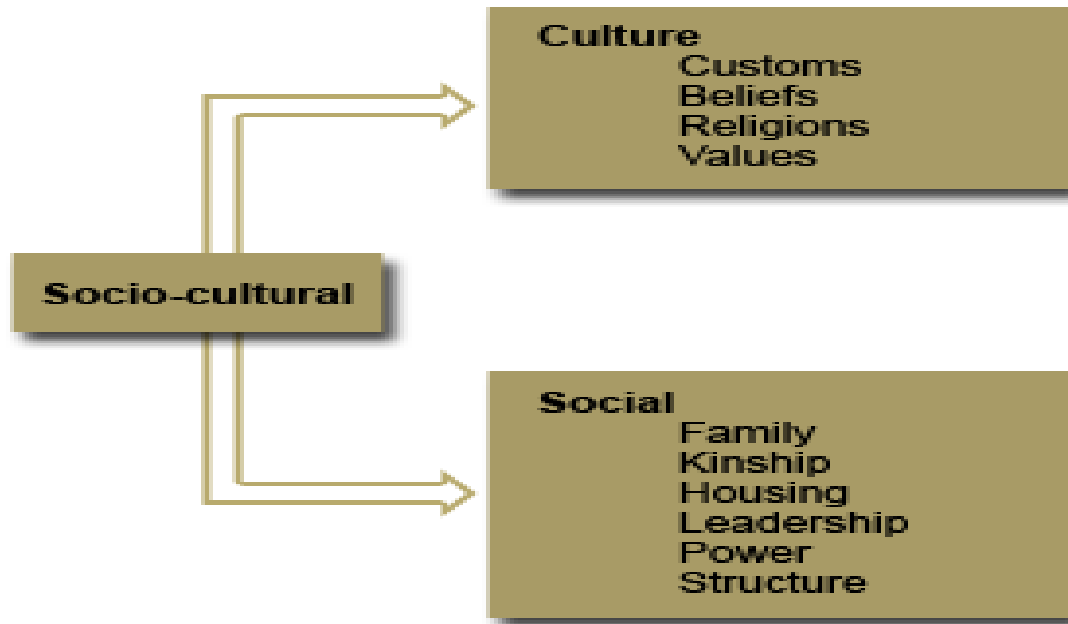 Culture
Customs
Beliefs
Religions
Values
Socio-cultural
Social
Family
Kinship
Housing
Leadership
Power
Structure